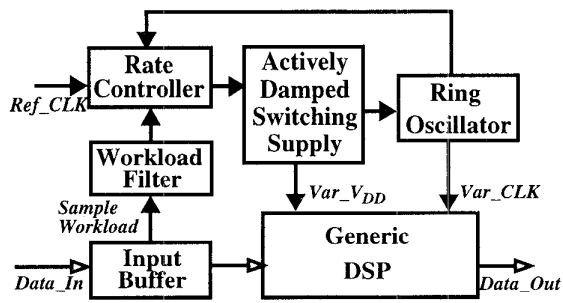 Rate
Controller
Actively
Damped
Switching
Supply
Ring
Oscillator
Ref_CLK
Workload
Filter
Sample
Workload
Var_VDD
Var_CLK
Input
Buffer
Generic
DSP
Data_In
Data_Out